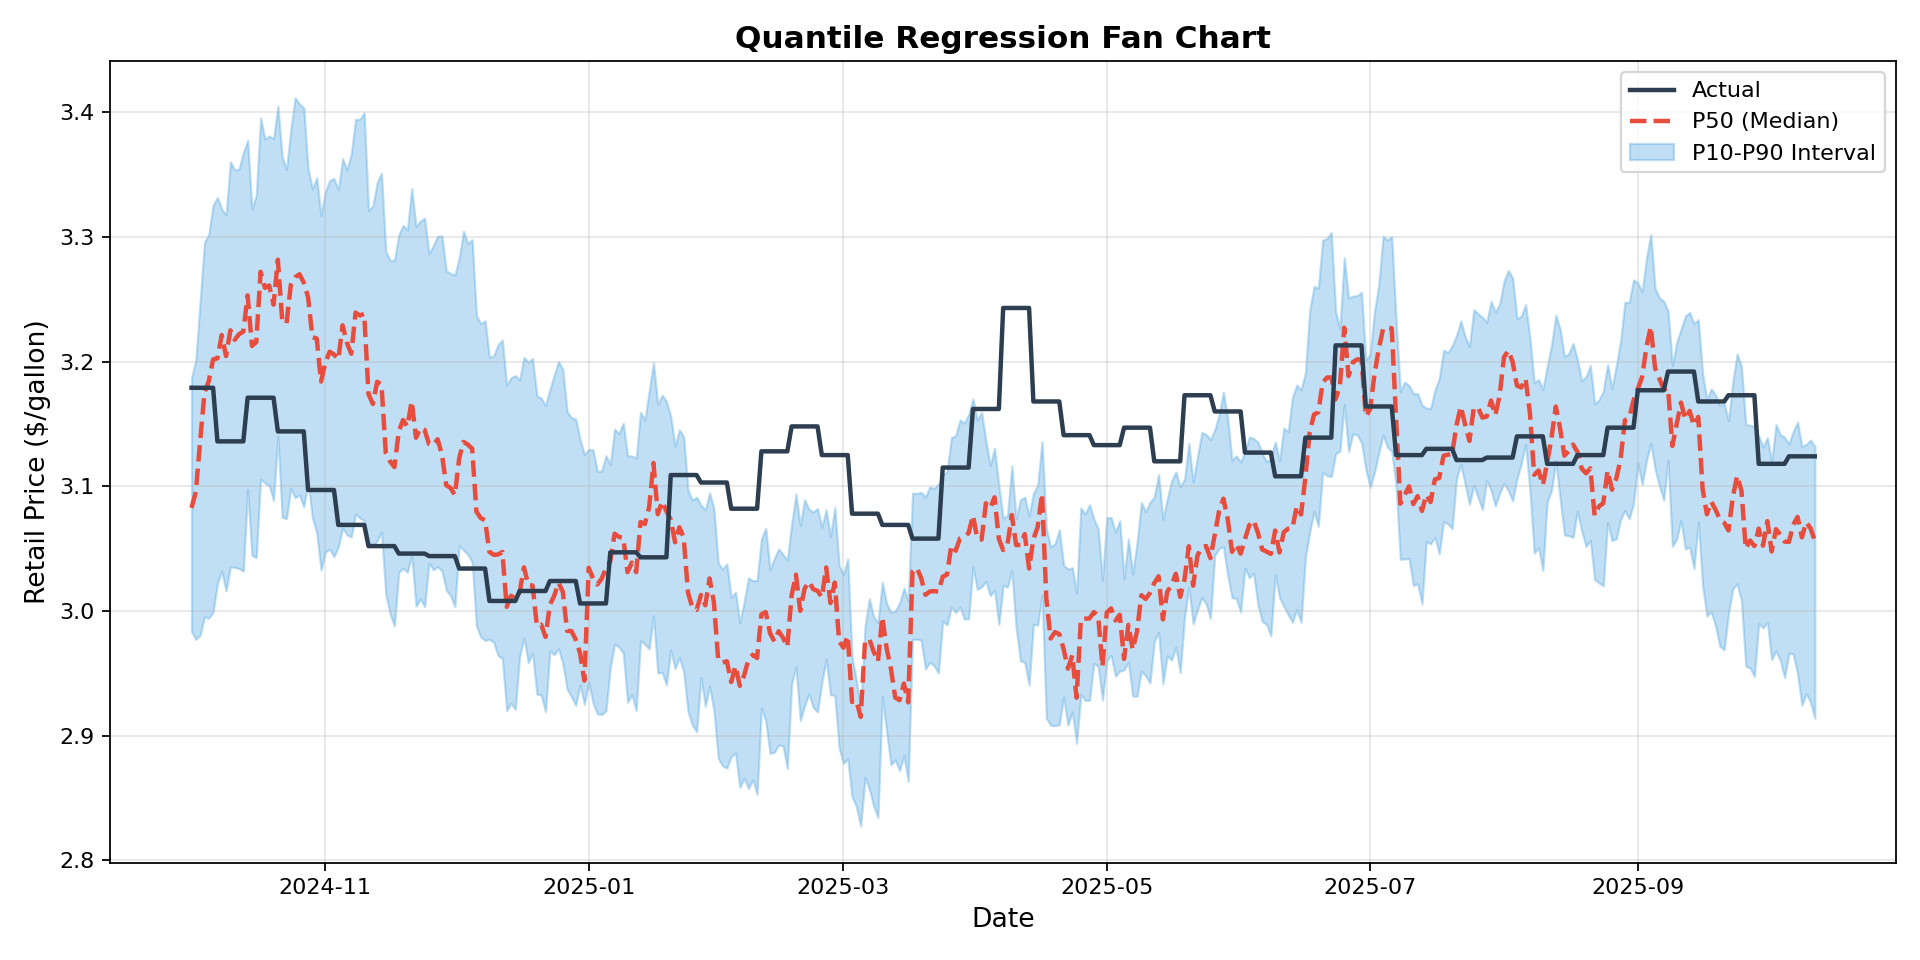 Quantile Regression Fan Chart
Actual
P50 (Median)
P10-P90 Interval
Retail Price ($/gallon)
3.4
3.3
3.2
3.1
3.0
2.9
2.8
2024-11
2025-01
2025-03
2025-05
2025-07
2025-09
Date